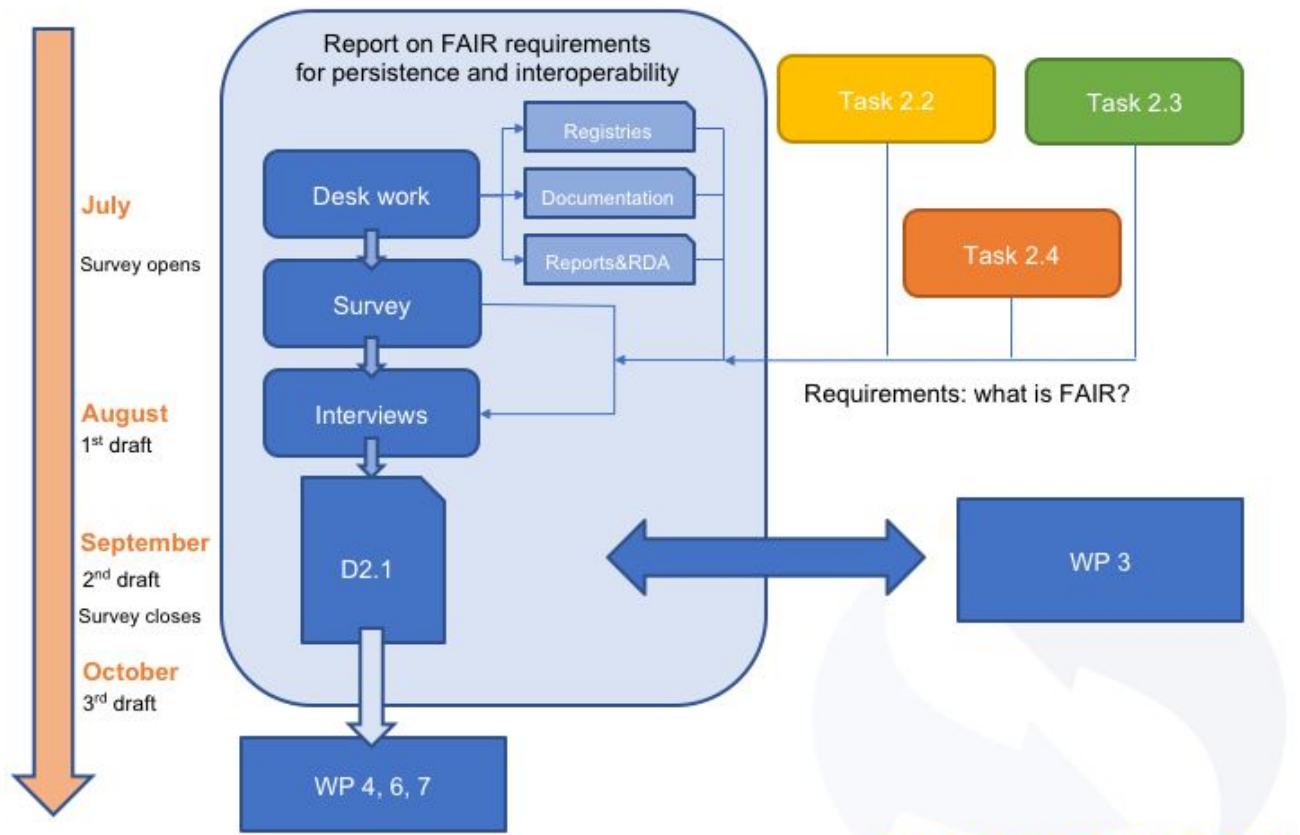 Report on FAIR requirements
for persistence and interoperability
Registries
Task 2.2
Task 2.3
Desk work
Documentation
July
Task 2.4
Survey opens
Reports&RDA
Survey
Requirements: what is FAIR?
August
Interviews
1st draft
September
2nd draft
D2.1
WP 3
Survey closes
October
3rd draft
WP 4, 6, 7